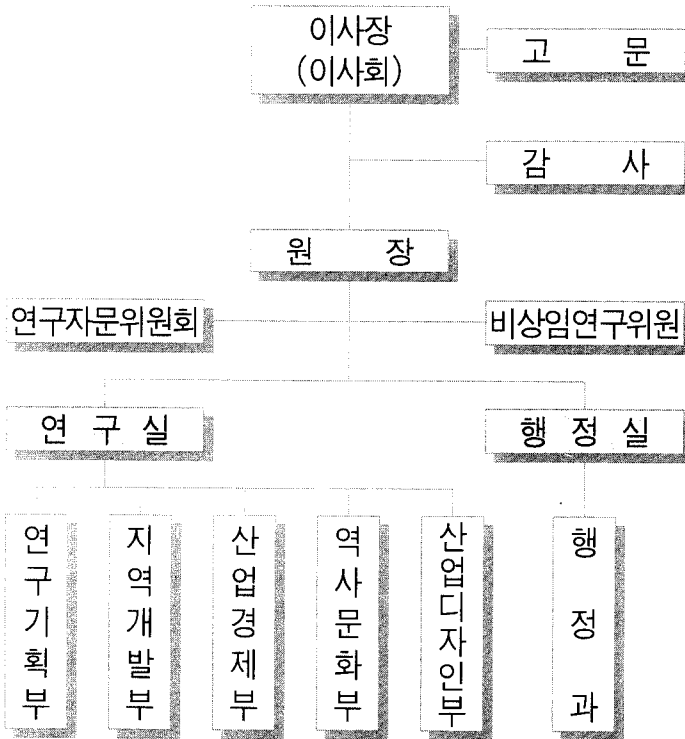 이사장
(이사회)
고 문
감 사
원 장
연구자문위원회
비상임연구위원
연 구 실
행 정 실
연구기획부
지역개발부
산업경제부
역사문화부
산업디자인부
행정과